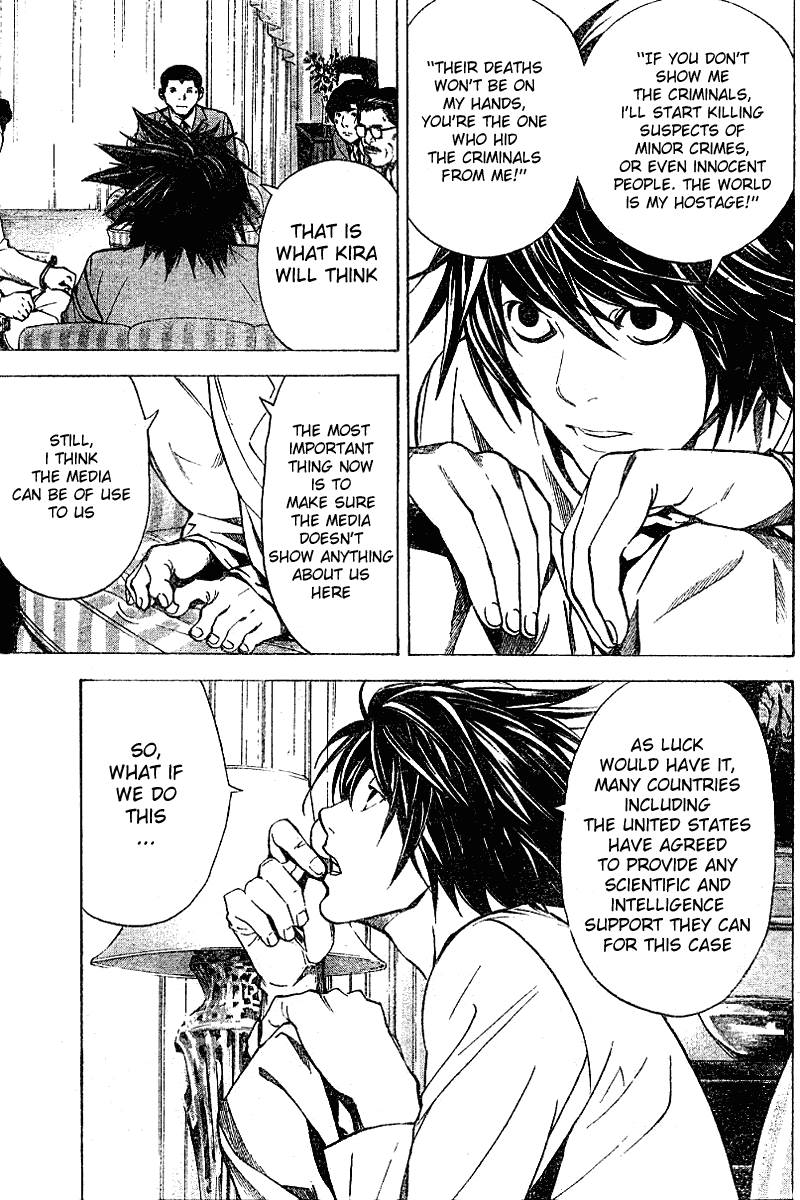 "IF YOU DON'T
SHOW ME
THE CRIMINALS,
I'LL START KILLING
SUSPECTS OF
MINOR CRIMES,
OR EVEN INNOCENT
PEOPLE. THE WORLD
IS MY HOSTAGE!"
"THEIR DEATHS
WON'T BE ON
MY HANDS,
YOU'RE THE ONE
WHO HID
THE CRIMINALS
FROM ME!"
THAT IS
WHAT KIRA
WILL THINK
THE MOST
IMPORTANT
THING NOW
IS TO
MAKE SURE
THE MEDIA
DOESN'T
SHOW ANYTHING
ABOUT US
HERE
STILL,
I THINK
THE MEDIA
CAN BE OF USE
TO US
AS LUCK
WOULD HAVE IT,
MANY COUNTRIES
INCLUDING
THE UNITED STATES
HAVE AGREED
TO PROVIDE ANY
SCIENTIFIC AND
INTELLIGENCE
SUPPORT THEY CAN
FOR THIS CASE
SO,
WHAT IF
WE DO
THIS
...